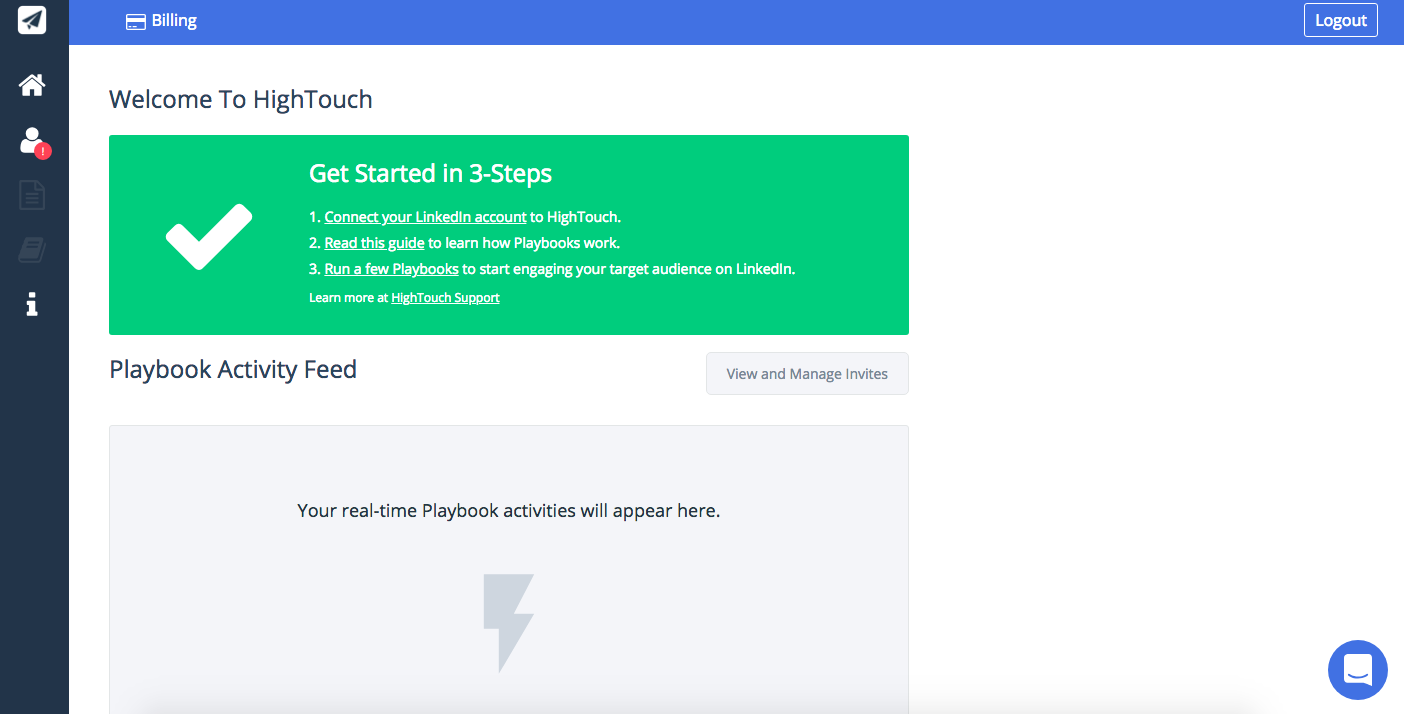 Billing
Logout
Welcome To HighTouch
Get Started in 3-Steps
1. Connect your LinkedIn account to HighTouch.
2. Read this guide to learn how Playbooks work.
3. Run a few Playbooks to start engaging your target audience on LinkedIn.
Learn more at HighTouch Support
Playbook Activity Feed
View and Manage Invites
Your real-time Playbook activities will appear here.